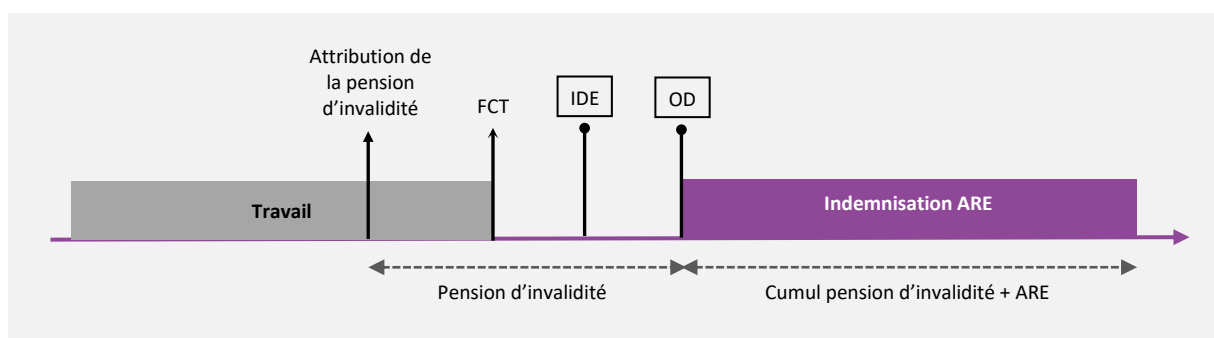 Attribution de
la pension
d’invalidité
FCT
IDE
OD
Travail
Indemnisation ARE
Pension d’invalidité
Cumul pension d’invalidité + ARE